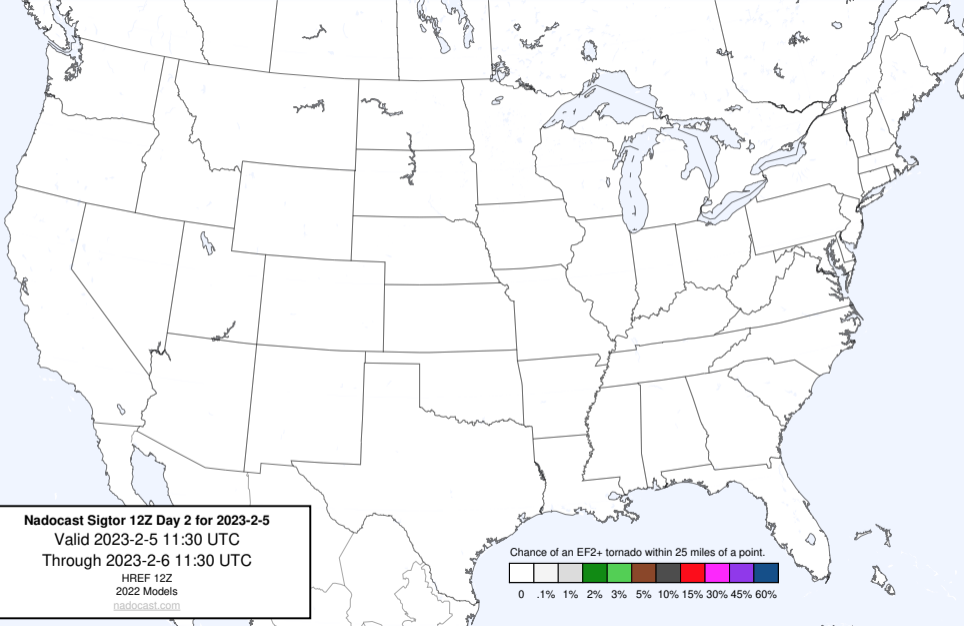 Nadocast Sigtor 12Z Day 2 for 2023-2-5
Valid 2023-2-5 11:30 UTC
Through 2023-2-6 11:30 UTC
HREF 12Z
2022 Models
nadocast.com
Chance of an EF2+ tornado within 25 miles of a point.
0 .1% 1% 2% 3% 5% 10% 15% 30% 45% 60%